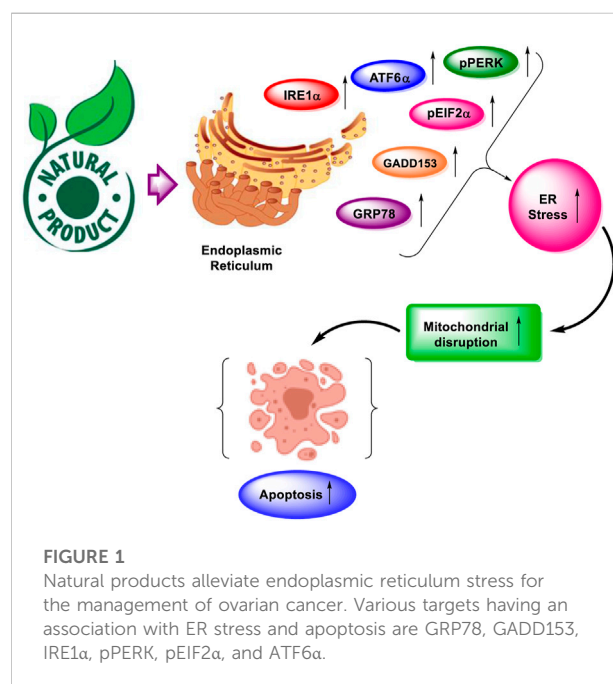 NATURAL
PRODUCT
Endoplasmic
Reticulum
IRE1α
ATF6α
pPERK
pEIF2α
GADD153
GRP78
ER
Stress
Mitochondrial
disruption
Apoptosis
FIGURE 1
Natural products alleviate endoplasmic reticulum stress for
the management of ovarian cancer. Various targets having an
association with ER stress and apoptosis are GRP78, GADD153,
IRE1α, pPERK, pEIF2α, and ATF6α.